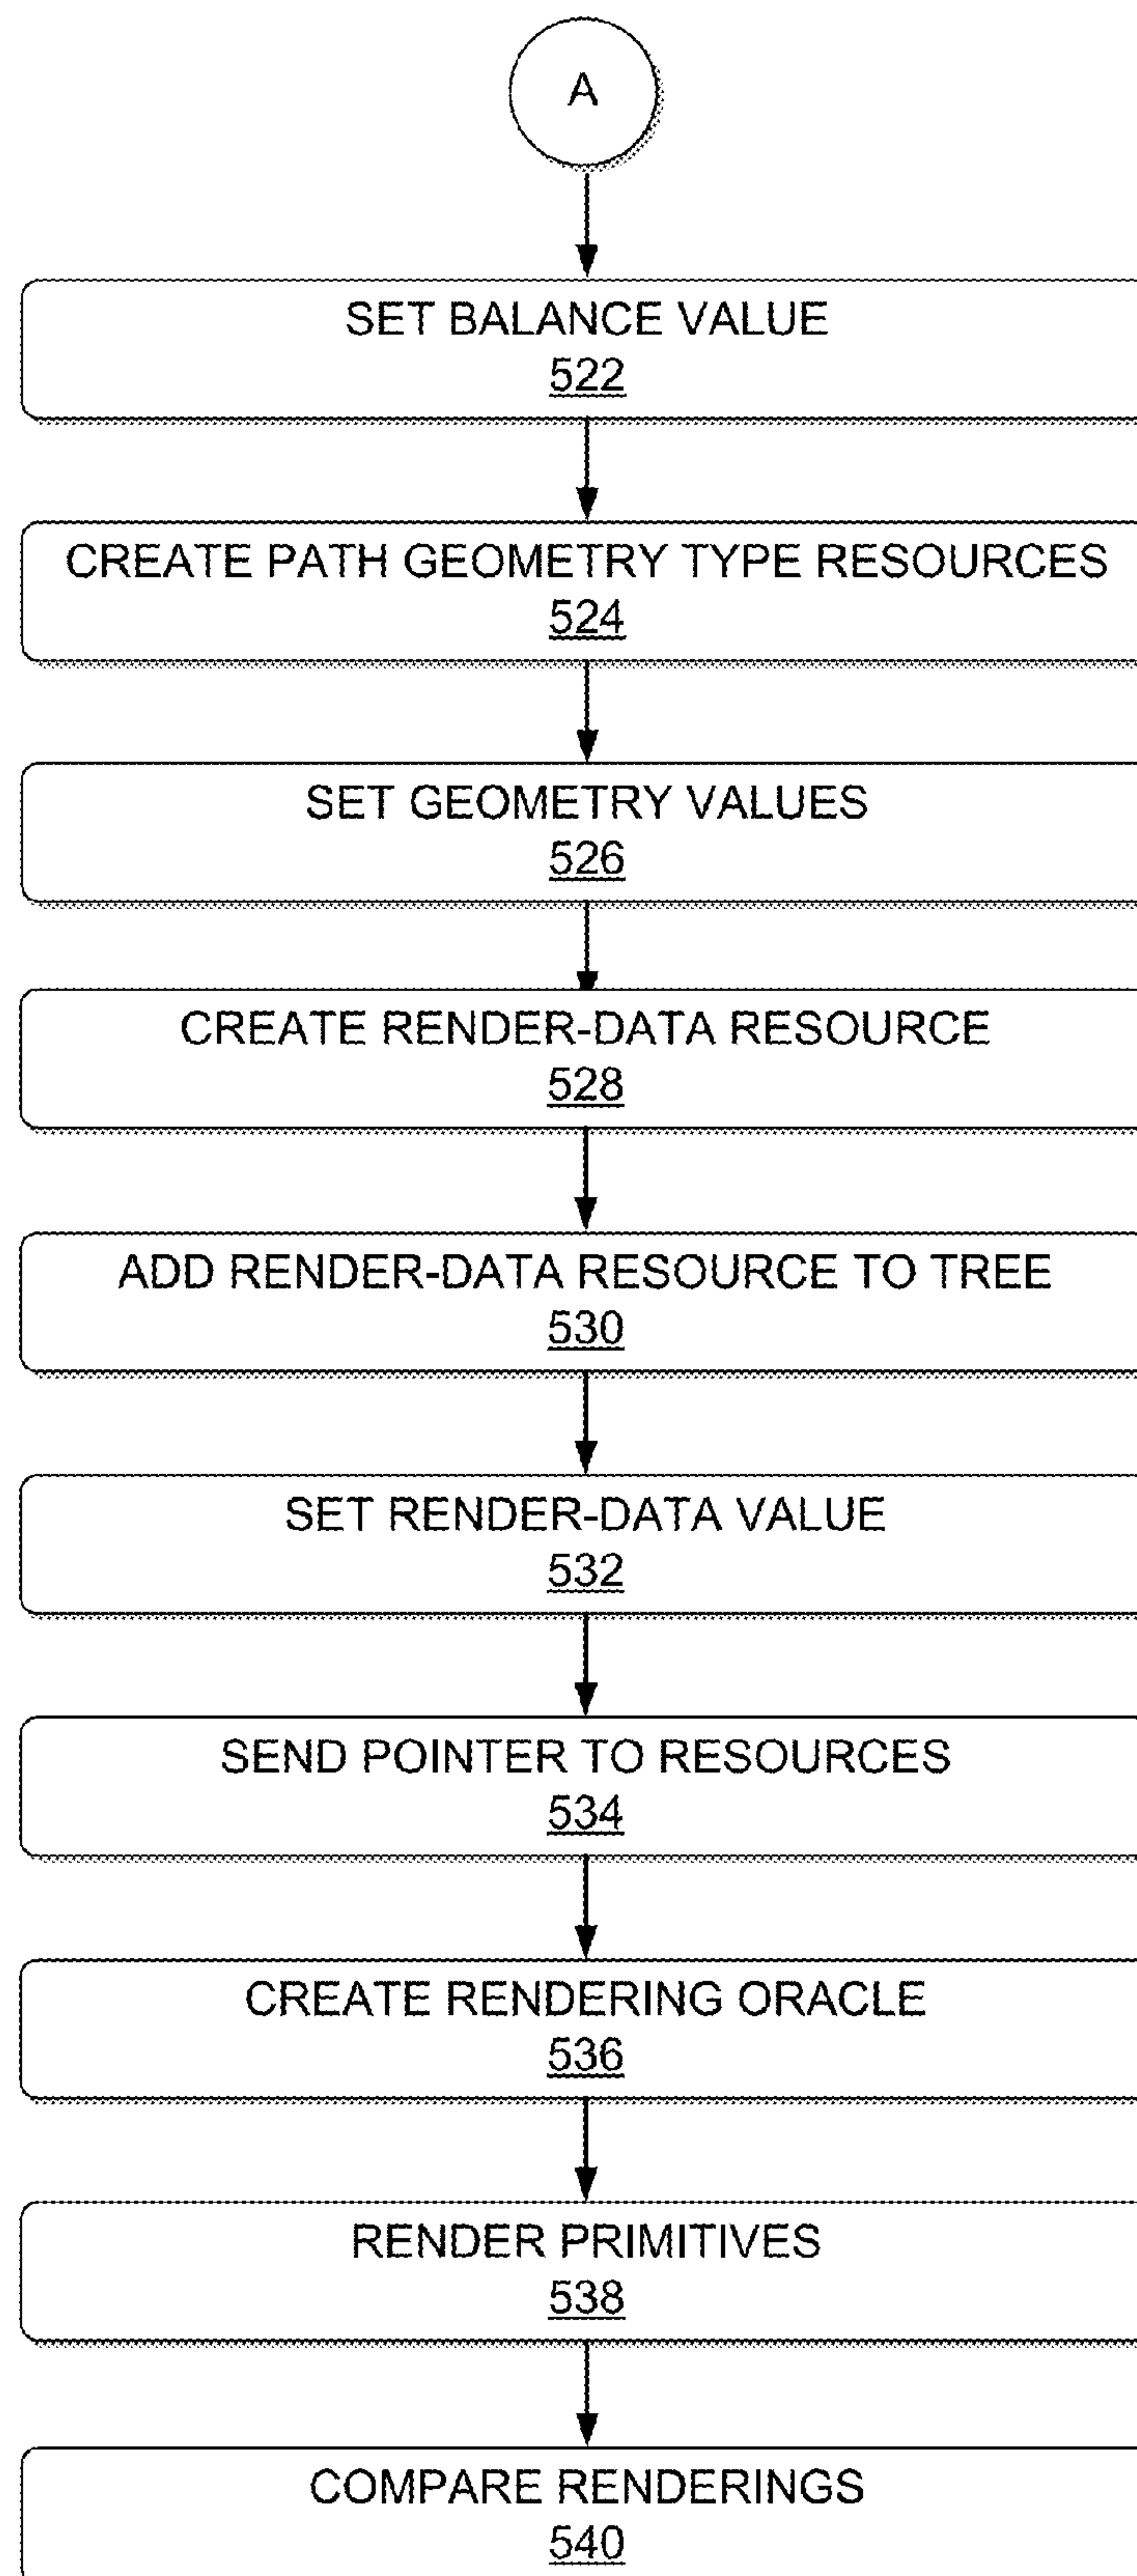 A
SET BALANCE VALUE
522
CREATE PATH GEOMETRY TYPE RESOURCES
524
SET GEOMETRY VALUES
526
CREATE RENDER-DATA RESOURCE
528
ADD RENDER-DATA RESOURCE TO TREE
530
SET RENDER-DATA VALUE
532
SEND POINTER TO RESOURCES
534
CREATE RENDERING ORACLE
536
RENDER PRIMITIVES
538
COMPARE RENDERINGS
540